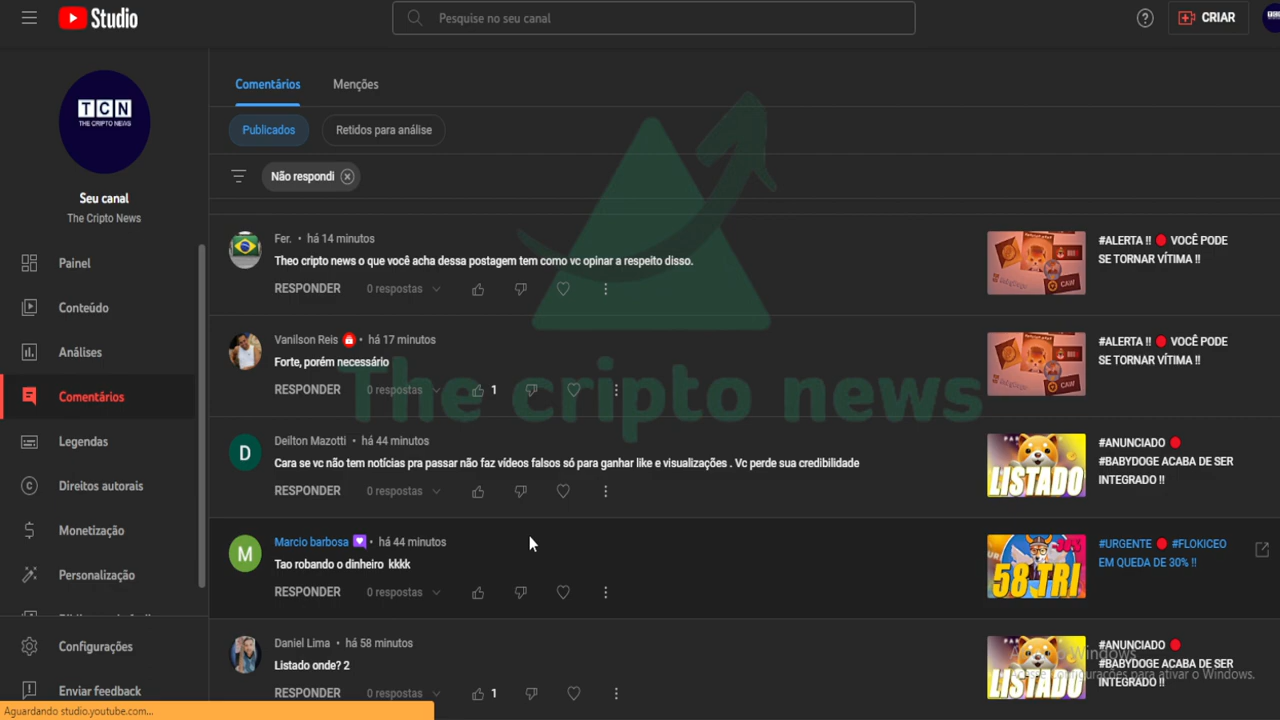 Studio
Pesquise no seu canal
CRIAR
TCN
THE CRIPTO NEWS
Seu canal
The Cripto News
Painel
Conteúdo
Análises
Comentários
Legendas
Direitos autorais
Monetização
Personalização
Configurações
Enviar feedback
Aguardando studio.youtube.com...
Comentários
Menções
Publicados
Retidos para análise
Não respondi
Fer. • há 14 minutos
Theo cripto news o que você acha dessa postagem tem como vc opinar a respeito disso.
RESPONDER 0 respostas
#ALERTA !! 🔴 VOCÊ PODE
SE TORNAR VÍTIMA !!
CAW
Vanilson Reis • há 17 minutos
Forte, porém necessário
RESPONDER 0 respostas 1
#ALERTA !! 🔴 VOCÊ PODE
SE TORNAR VÍTIMA !!
CAW
The cripto news
D
Deilton Mazotti • há 44 minutos
Cara se vc não tem notícias pra passar não faz vídeos falsos só para ganhar like e visualizações . Vc perde sua credibilidade
RESPONDER 0 respostas
LISTADO
#ANUNCIADO 🔴
#BABYDOGE ACABA DE SER
INTEGRADO !!
M
Marcio barbosa • há 44 minutos
Tao robando o dinheiro kkkk
RESPONDER 0 respostas
58 TRI
#URGENTE 🔴 #FLOKICEO
EM QUEDA DE 30% !!
Daniel Lima • há 58 minutos
Listado onde? 2
RESPONDER 0 respostas 1
LISTADO
#ANUNCIADO 🔴
#BABYDOGE ACABA DE SER
INTEGRADO !!
Windows
configurações para ativar o Windows.